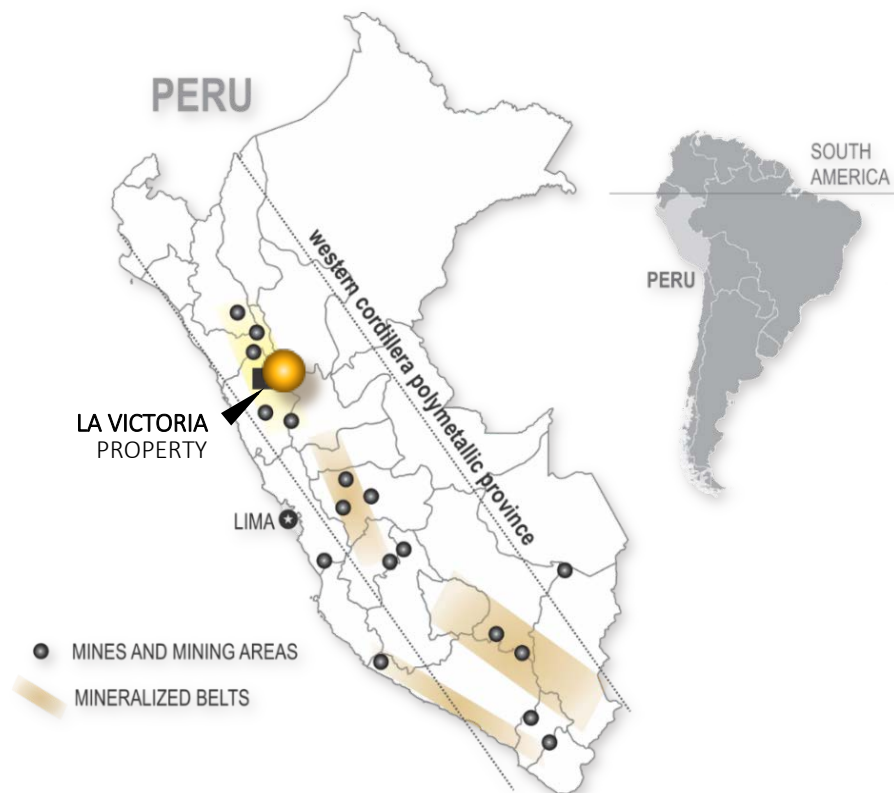 PERU
SOUTH
AMERICA
PERU
western cordillera polymetallic province
LA VICTORIA
PROPERTY
LIMA
MINES AND MINING AREAS
MINERALIZED BELTS